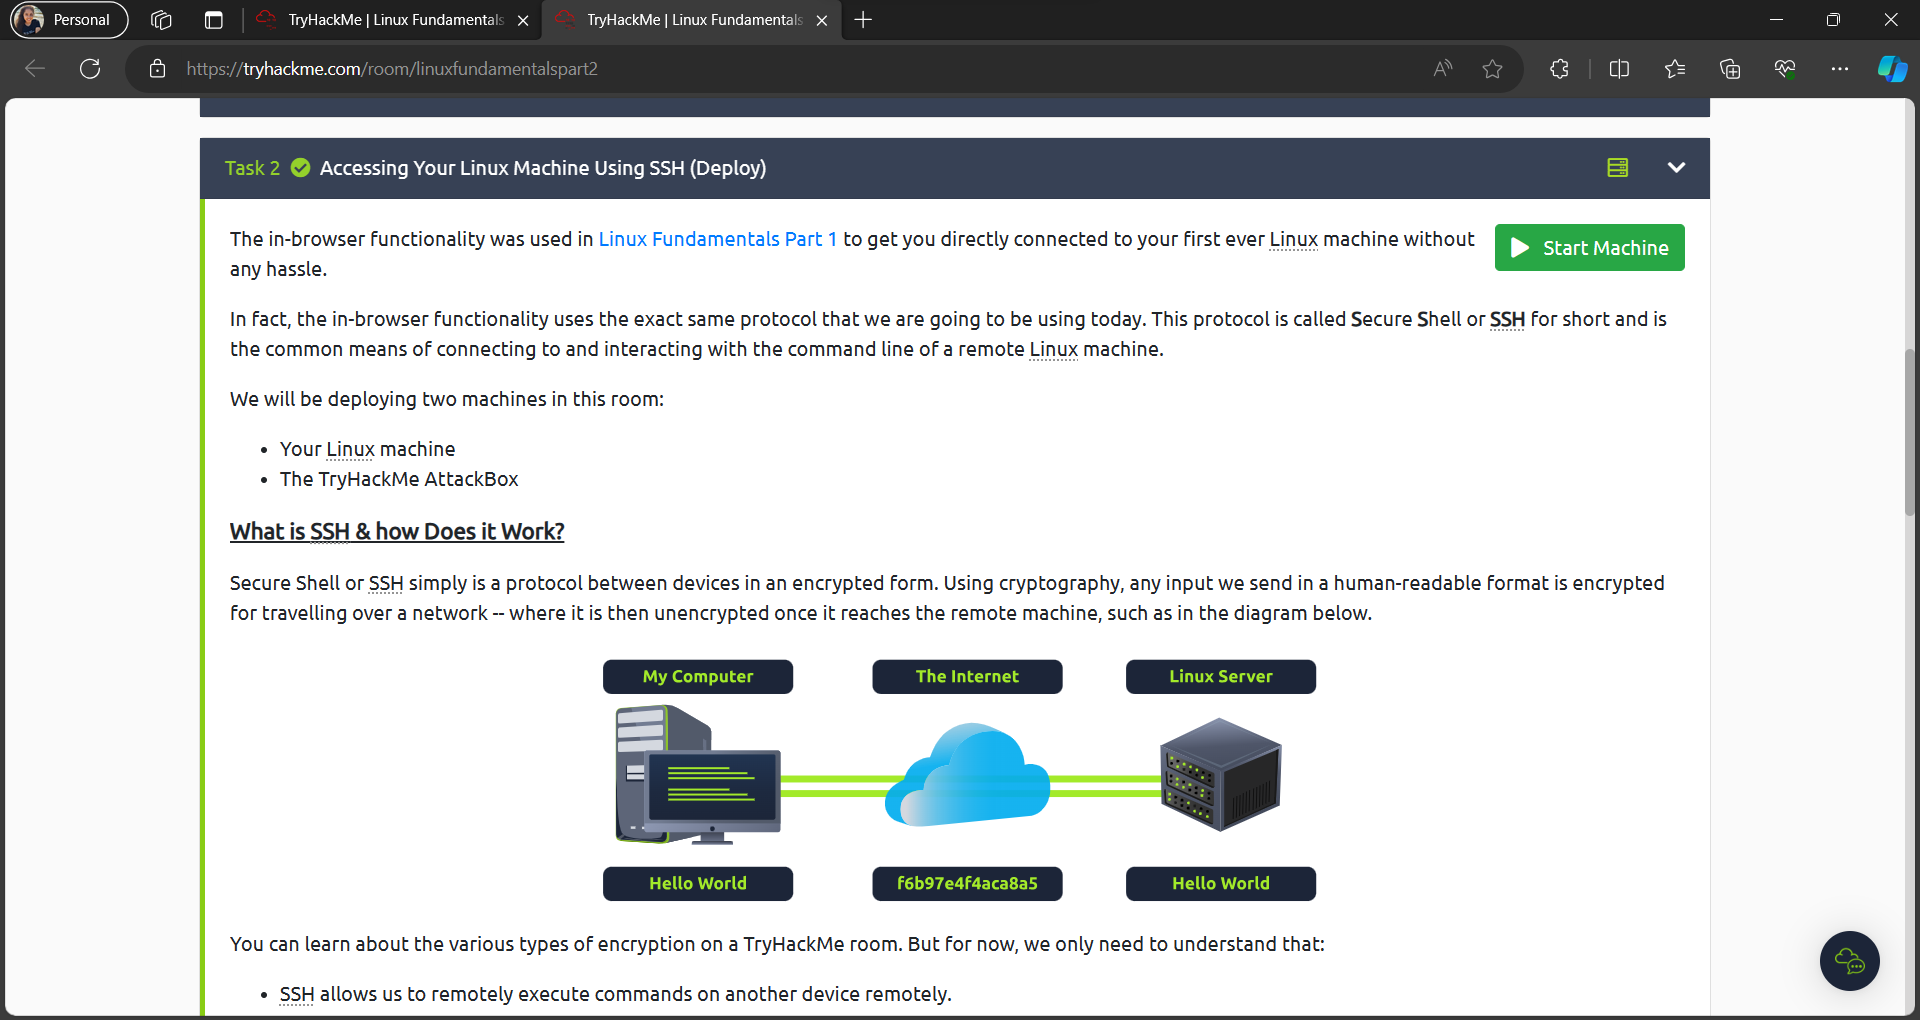 Personal
TryHackMe | Linux Fundamentals
TryHackMe | Linux Fundamentals
https://tryhackme.com/room/linuxfundamentalspart2
Task 2 Accessing Your Linux Machine Using SSH (Deploy)
The in-browser functionality was used in Linux Fundamentals Part 1 to get you directly connected to your first ever Linux machine without
any hassle.
Start Machine
In fact, the in-browser functionality uses the exact same protocol that we are going to be using today. This protocol is called Secure Shell or SSH for short and is
the common means of connecting to and interacting with the command line of a remote Linux machine.
We will be deploying two machines in this room:
• Your Linux machine
• The TryHackMe AttackBox
What is SSH & how Does it Work?
Secure Shell or SSH simply is a protocol between devices in an encrypted form. Using cryptography, any input we send in a human-readable format is encrypted
for travelling over a network -- where it is then unencrypted once it reaches the remote machine, such as in the diagram below.
My Computer The Internet Linux Server
Hello World f6b97e4f4aca8a5 Hello World
You can learn about the various types of encryption on a TryHackMe room. But for now, we only need to understand that:
• SSH allows us to remotely execute commands on another device remotely.